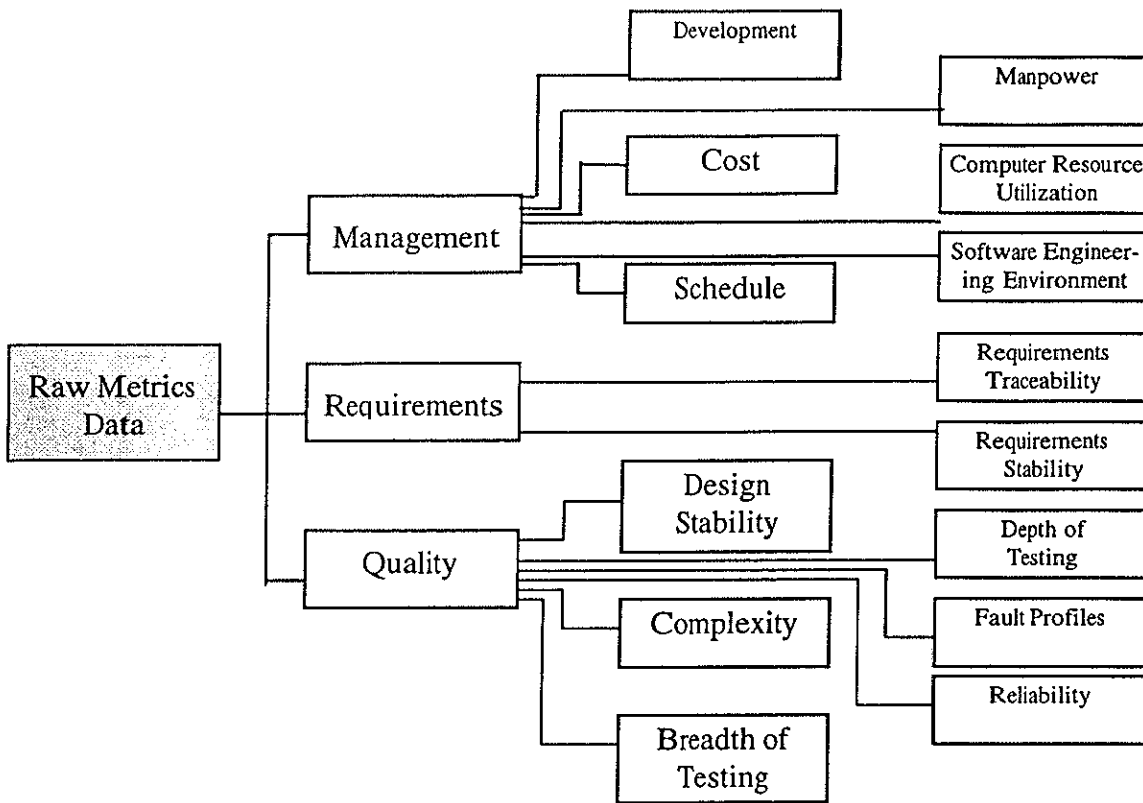 Development
Manpower
Cost
Computer Resource
Utilization
Management
Software Engineer-
ing Environment
Schedule
Raw Metrics
Data
Requirements
Traceability
Requirements
Requirements
Stability
Design
Stability
Depth of
Testing
Quality
Complexity
Fault Profiles
Reliability
Breadth of
Testing